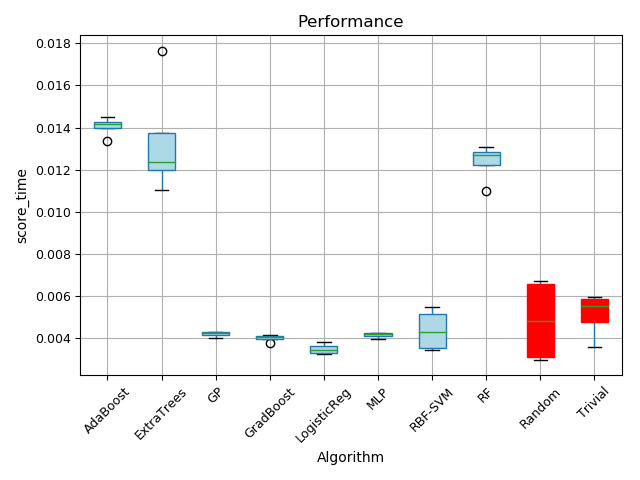 Performance
score_time
0.018
0.016
0.014
0.012
0.010
0.008
0.006
0.004
AdaBoost
ExtraTrees
GP
GradBoost
LogisticReg
MLP
RBF-SVM
RF
Random
Trivial
Algorithm